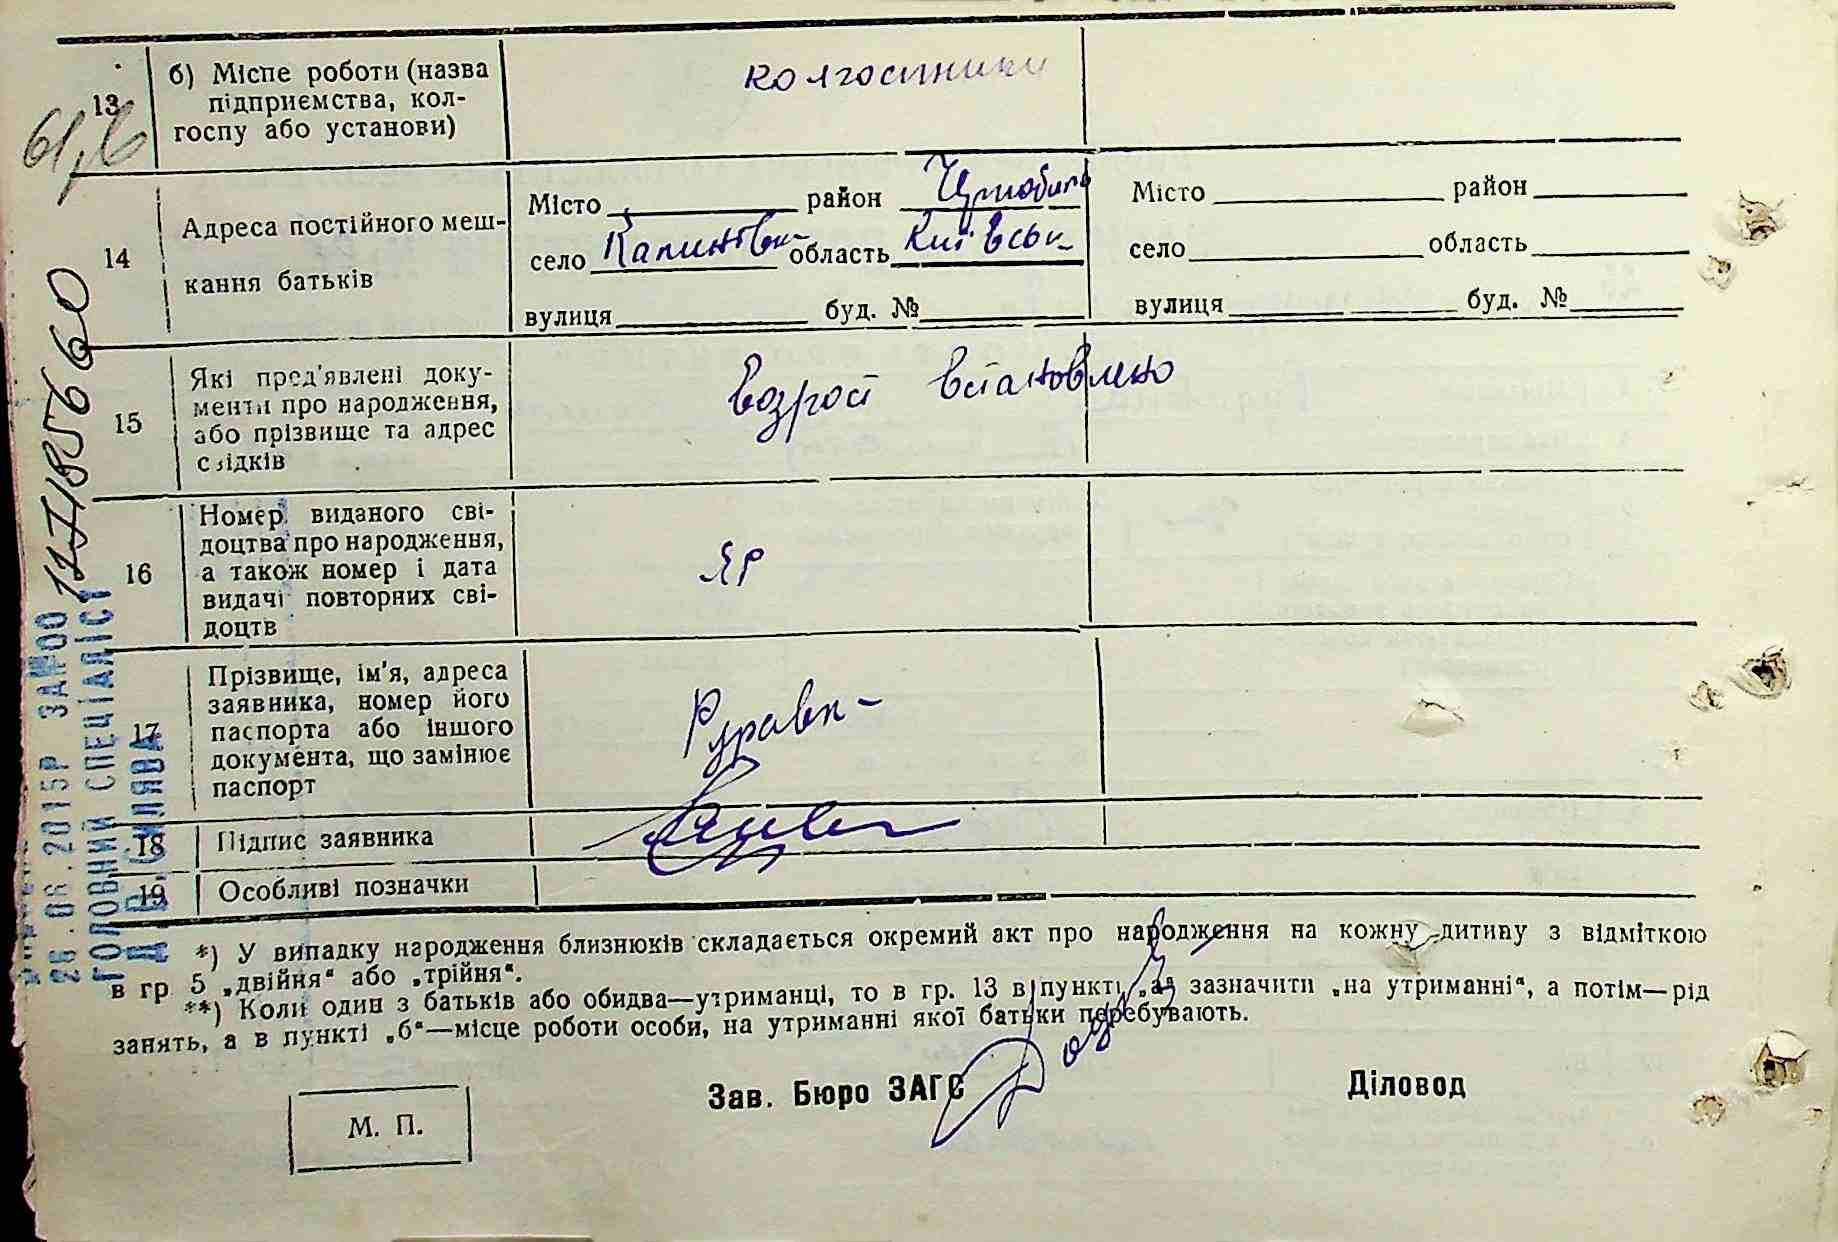 13
б) Місце роботи (назва
підприємства, кол-
госпу або установи)
колгоспники
14
Адреса постійного меш-
кання батьків
Місто район
село область Київськ
вулиця буд. №
Місто район
село область
вулиця буд. №
15
Які пред'явлені доку-
менти про народження,
або прізвище та адрес
свідків
Возрост встановлено
16
Номер виданого сві-
доцтва про народження,
а також номер і дата
видачі повторних сві-
доцтв
ЯР
17
Прізвище, ім'я, адреса
заявника, номер його
паспорта або іншого
документа, що замінює
паспорт
18
Підпис заявника
19
Особливі позначки
*) У випадку народження близнюків складається окремий акт про народження на кожну дитину з відміткою
в гр 5 „двійня“ або „трійня“.
**) Коли один з батьків або обидва—утриманці, то в гр. 13 в пункті „а“ зазначити „на утриманні“, а потім—рід
занять, а в пункті „б“—місце роботи особи, на утриманні якої батьки перебувають.
Зав. Бюро ЗАГС
Діловод
М. П.
2015Р ЗА№00
ГОЛОВНИЙ СПЕЦІАЛІСТ